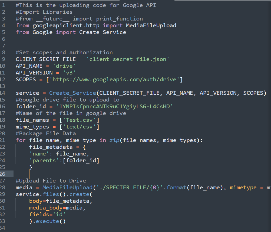 #This is the uploading code for Google API
#Import Libraries
#from __future__ import print_function
from googleapiclient.http import MediaFileUpload
from Google import Create_Service
#Set scopes and authorization
CLIENT_SECRET_FILE = 'client_secret_file.json'
API_NAME = 'drive'
API_VERSION = 'v3'
SCOPES = ['https://www.googleapis.com/auth/drive']
service = Create_Service(CLIENT_SECRET_FILE, API_NAME, API_VERSION, SCOPES)
#Google drive file to upload to
folder_id =
#Name of the file in google drive
file_names = ['Test.csv']
mime_types = ['text/csv']
#Package File Data
for file_name, mime_type in zip(file_names, mime_types):
file_metadata = {
'name': file_name,
'parents': [folder_id]
}
#Upload File to Drive
media = MediaFileUpload('./SPECIER_FILE/{0}'.format(file_name), mimetype = m
service.files().create(
body=file_metadata,
media_body=media,
fields='id'
).execute()